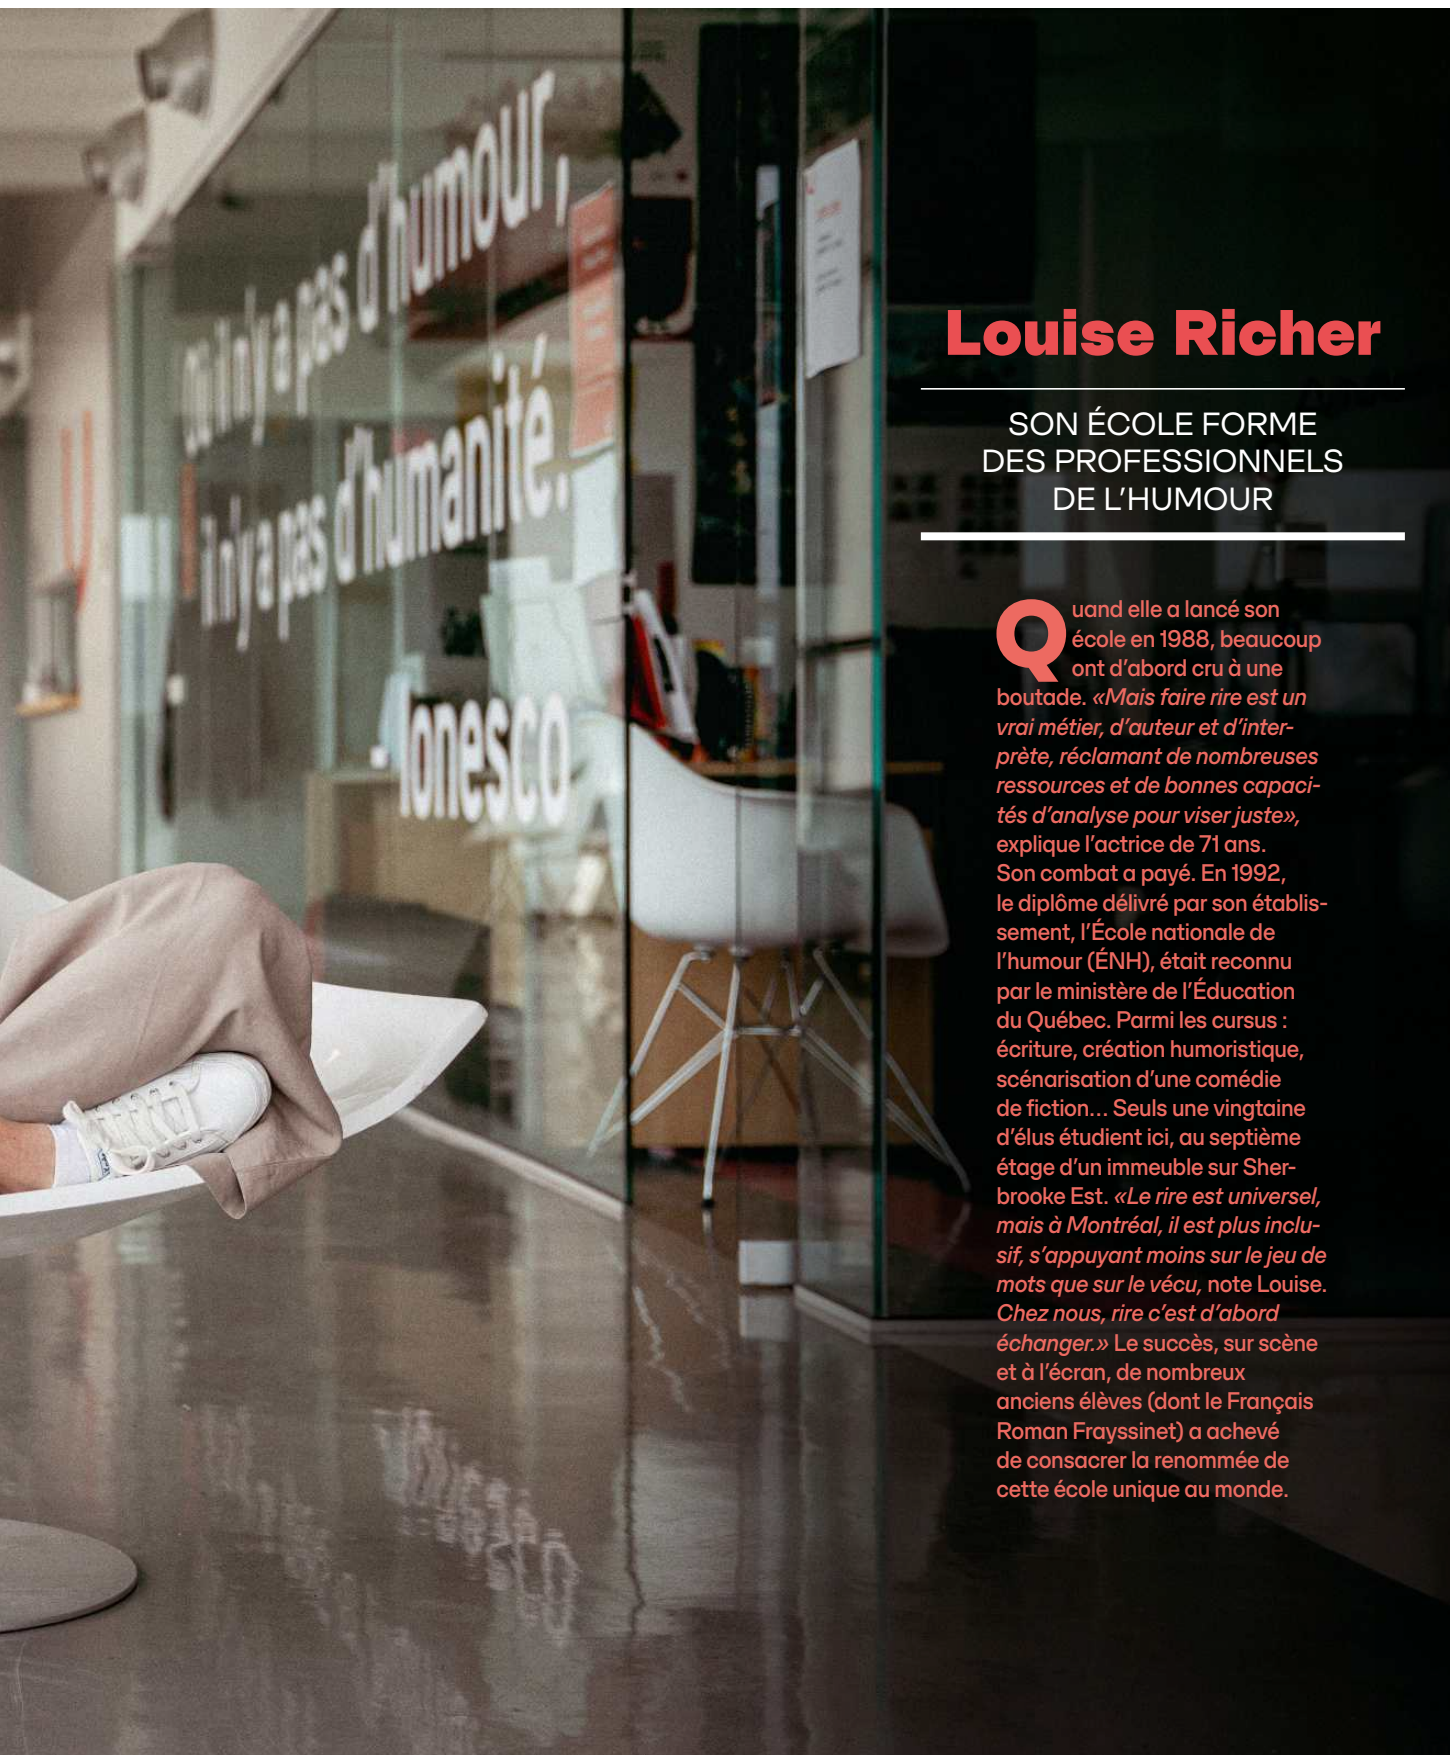 Où il n'y a pas d'humour,
il n'y a pas d'humanité.
Ionesco
Louise Richer
SON ÉCOLE FORME
DES PROFESSIONNELS
DE L'HUMOUR
Quand elle a lancé son
école en 1988, beaucoup
ont d'abord cru à une
boutade. «Mais faire rire est un
vrai métier, d'auteur et d'inter-
prète, réclamant de nombreuses
ressources et de bonnes capaci-
tés d'analyse pour viser juste»,
explique l'actrice de 71 ans.
Son combat a payé. En 1992,
le diplôme délivré par son établis-
sement, l'École nationale de
l'humour (ÉNH), était reconnu
par le ministère de l'Éducation
du Québec. Parmi les cursus :
écriture, création humoristique,
scénarisation d'une comédie
de fiction... Seuls une vingtaine
d'élus étudient ici, au septième
étage d'un immeuble sur Sher-
brooke Est. «Le rire est universel,
mais à Montréal, il est plus inclu-
sif, s'appuyant moins sur le jeu de
mots que sur le vécu, note Louise.
Chez nous, rire c'est d'abord
échanger.» Le succès, sur scène
et à l'écran, de nombreux
anciens élèves (dont le Français
Roman Frayssinet) a achevé
de consacrer la renommée de
cette école unique au monde.